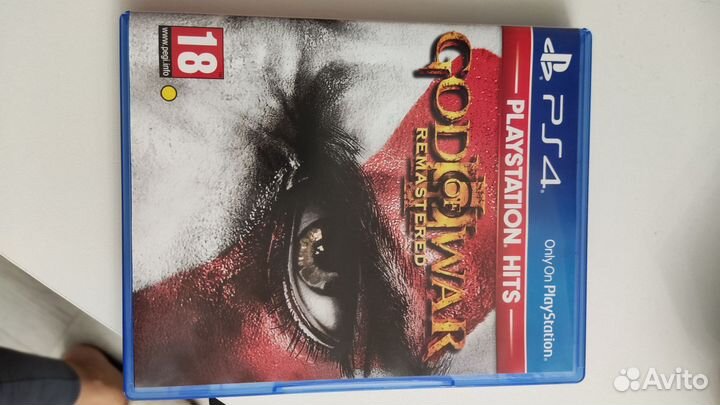 PS4
Only On PlayStation.
PLAYSTATION® HITS
GOD OF WAR
III
REMASTERED
18
www.pegi.info
Avito